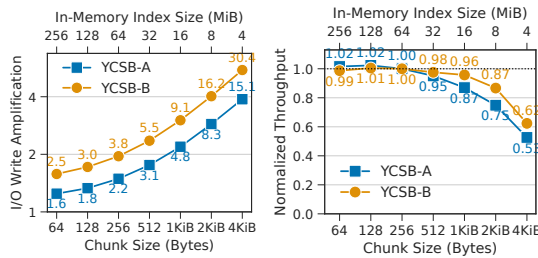 In-Memory Index Size (MiB)
256 128 64 32 16 8 4
I/O Write Amplification
4
2
1
YCSB-A
YCSB-B
2.5 3.0 3.8 5.5 9.1 16.2 30.4
1.6 1.8 2.2 3.1 4.8 8.3 15.1
64 128 256 512 1KiB 2KiB 4KiB
Chunk Size (Bytes)
In-Memory Index Size (MiB)
256 128 64 32 16 8 4
Normalized Throughput
1.0
0.8
0.6
0.4
0.2
0.0
1.02 1.02 1.00 0.95 0.87 0.75
0.99 1.01 1.00 0.98 0.96 0.87
YCSB-A
YCSB-B
64 128 256 512 1KiB 2KiB 4KiB
Chunk Size (Bytes)